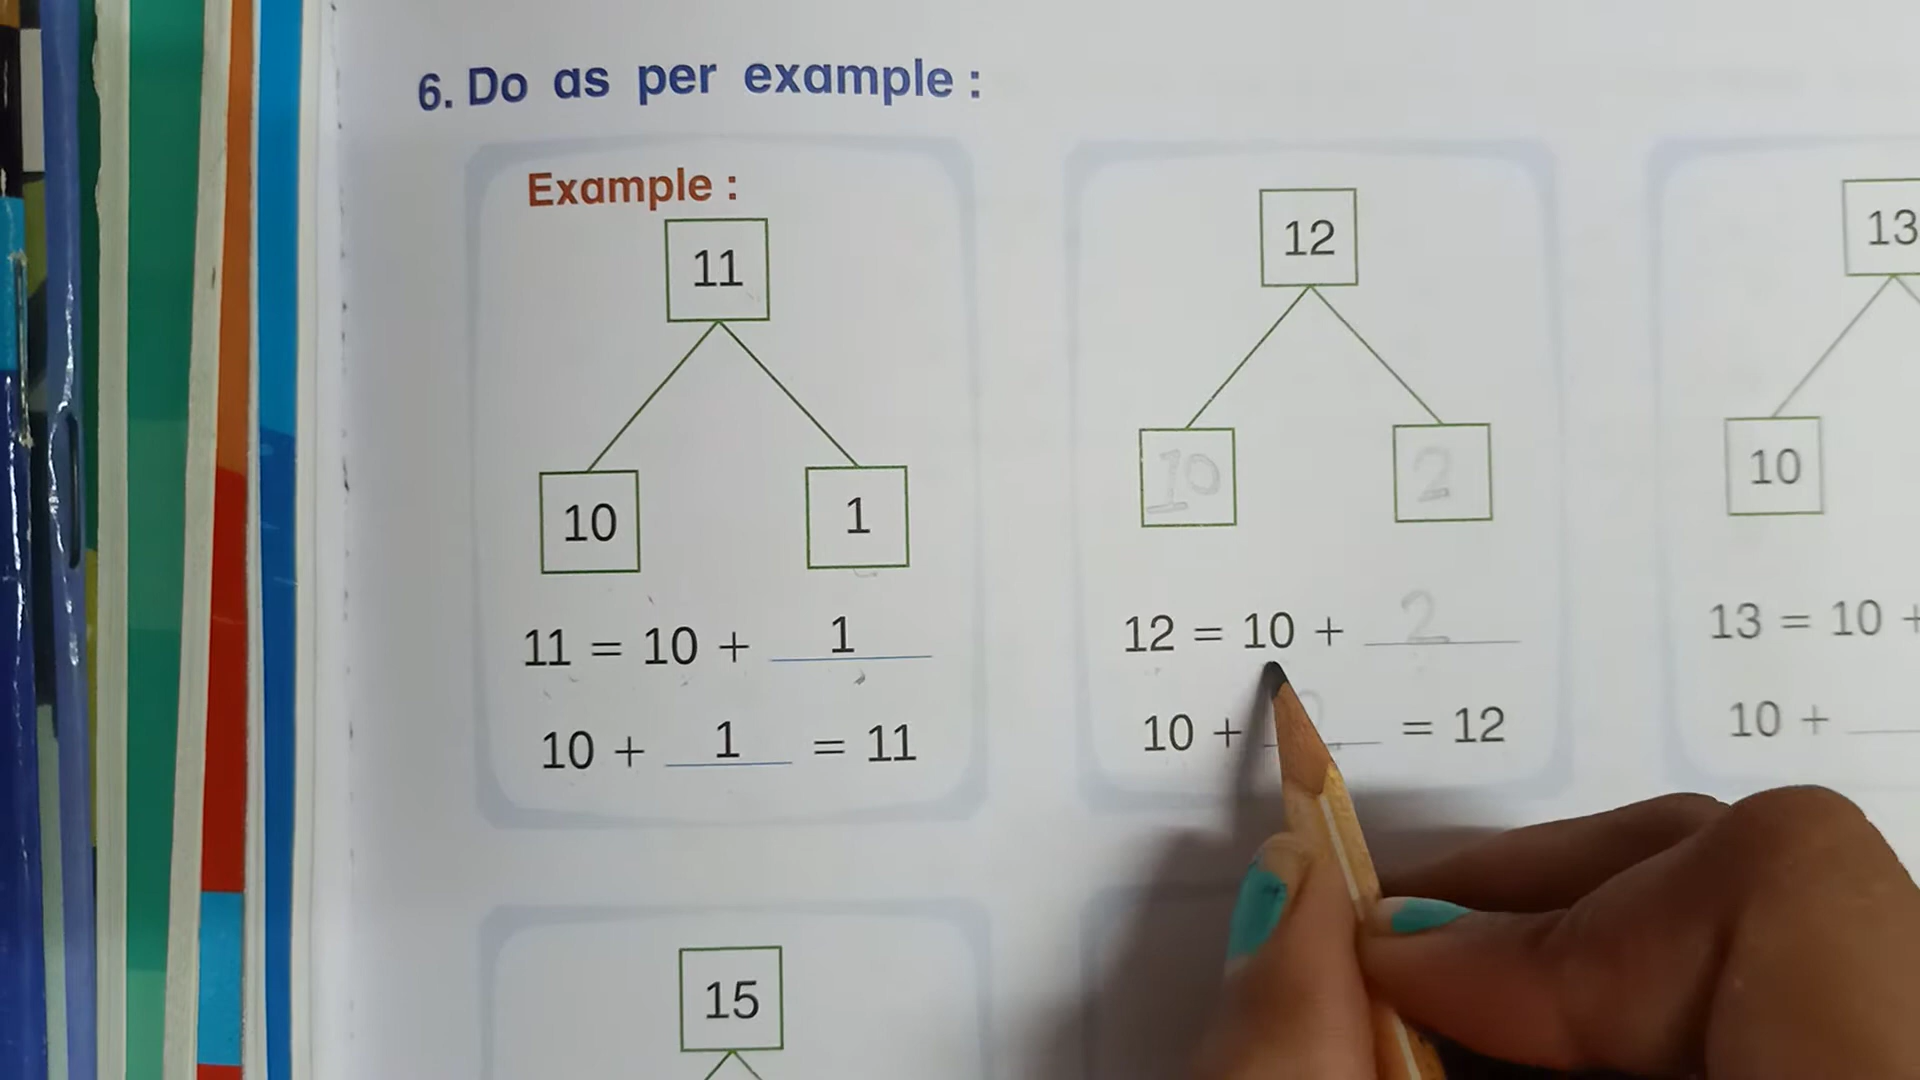 6. Do as per example :
Example :
11
10
1
11 = 10 + 1
10 + 1 = 11
12
10
2
12 = 10 + 2
10 + = 12
13
10
13 = 10 +
10 +
15